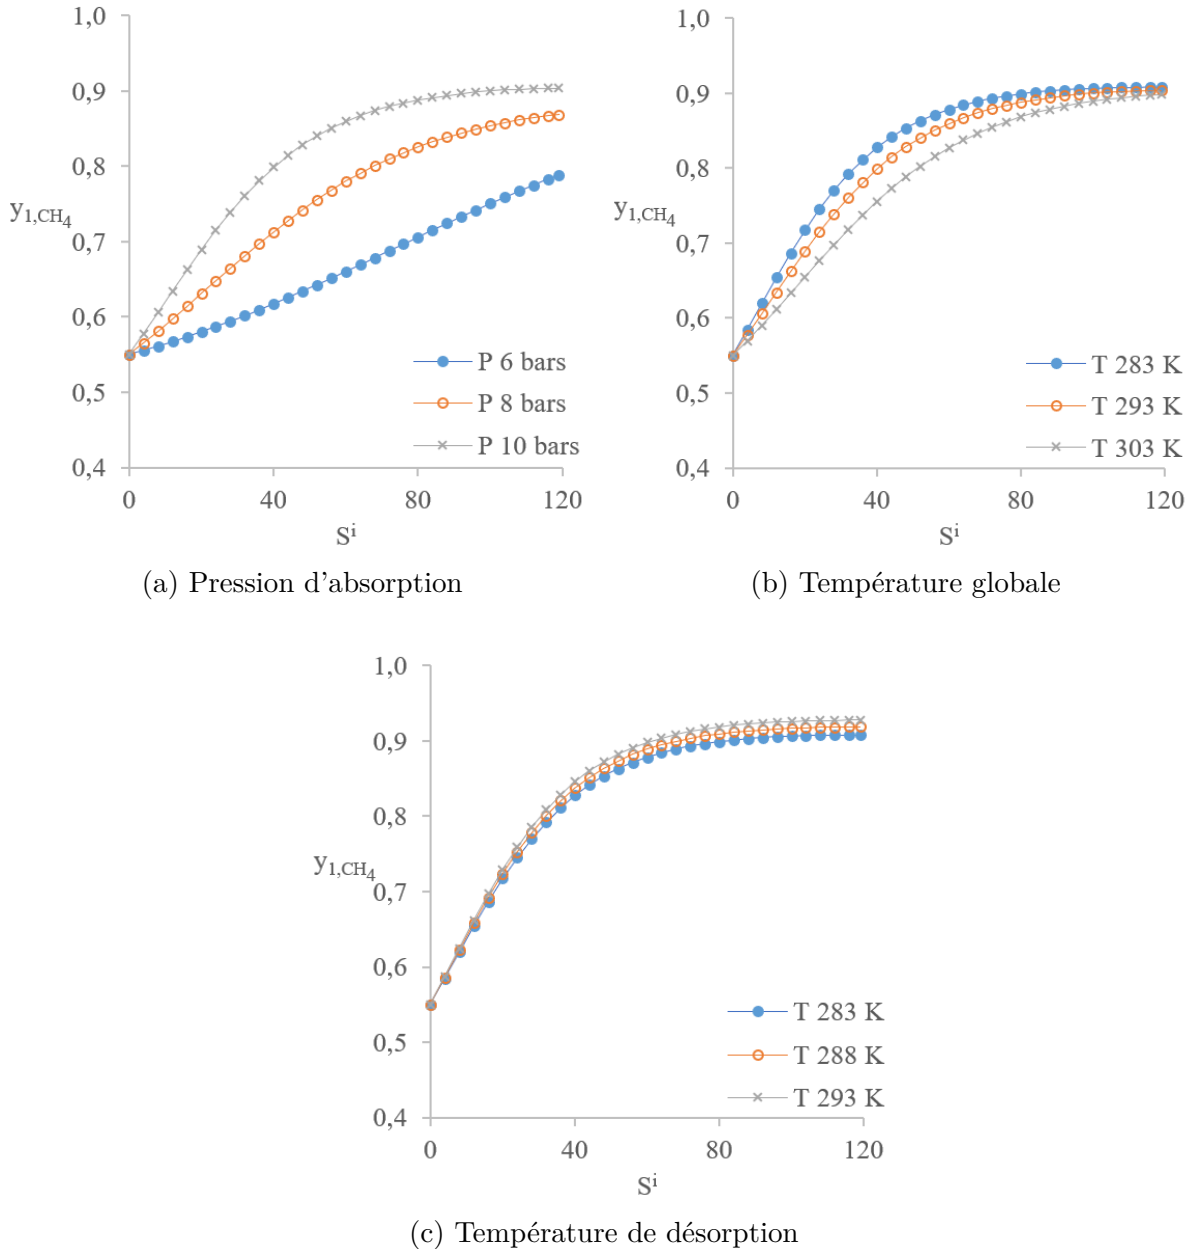 1,0
0,9
0,8
0,7
0,6
0,5
0,4
y1,CH4
P 6 bars
P 8 bars
P 10 bars
0 40 80 120
Si
(a) Pression d'absorption
1,0
0,9
0,8
0,7
0,6
0,5
0,4
y1,CH4
T 283 K
T 293 K
T 303 K
0 40 80 120
Si
(b) Température globale
1,0
0,9
0,8
0,7
0,6
0,5
0,4
y1,CH4
T 283 K
T 288 K
T 293 K
0 40 80 120
Si
(c) Température de désorption